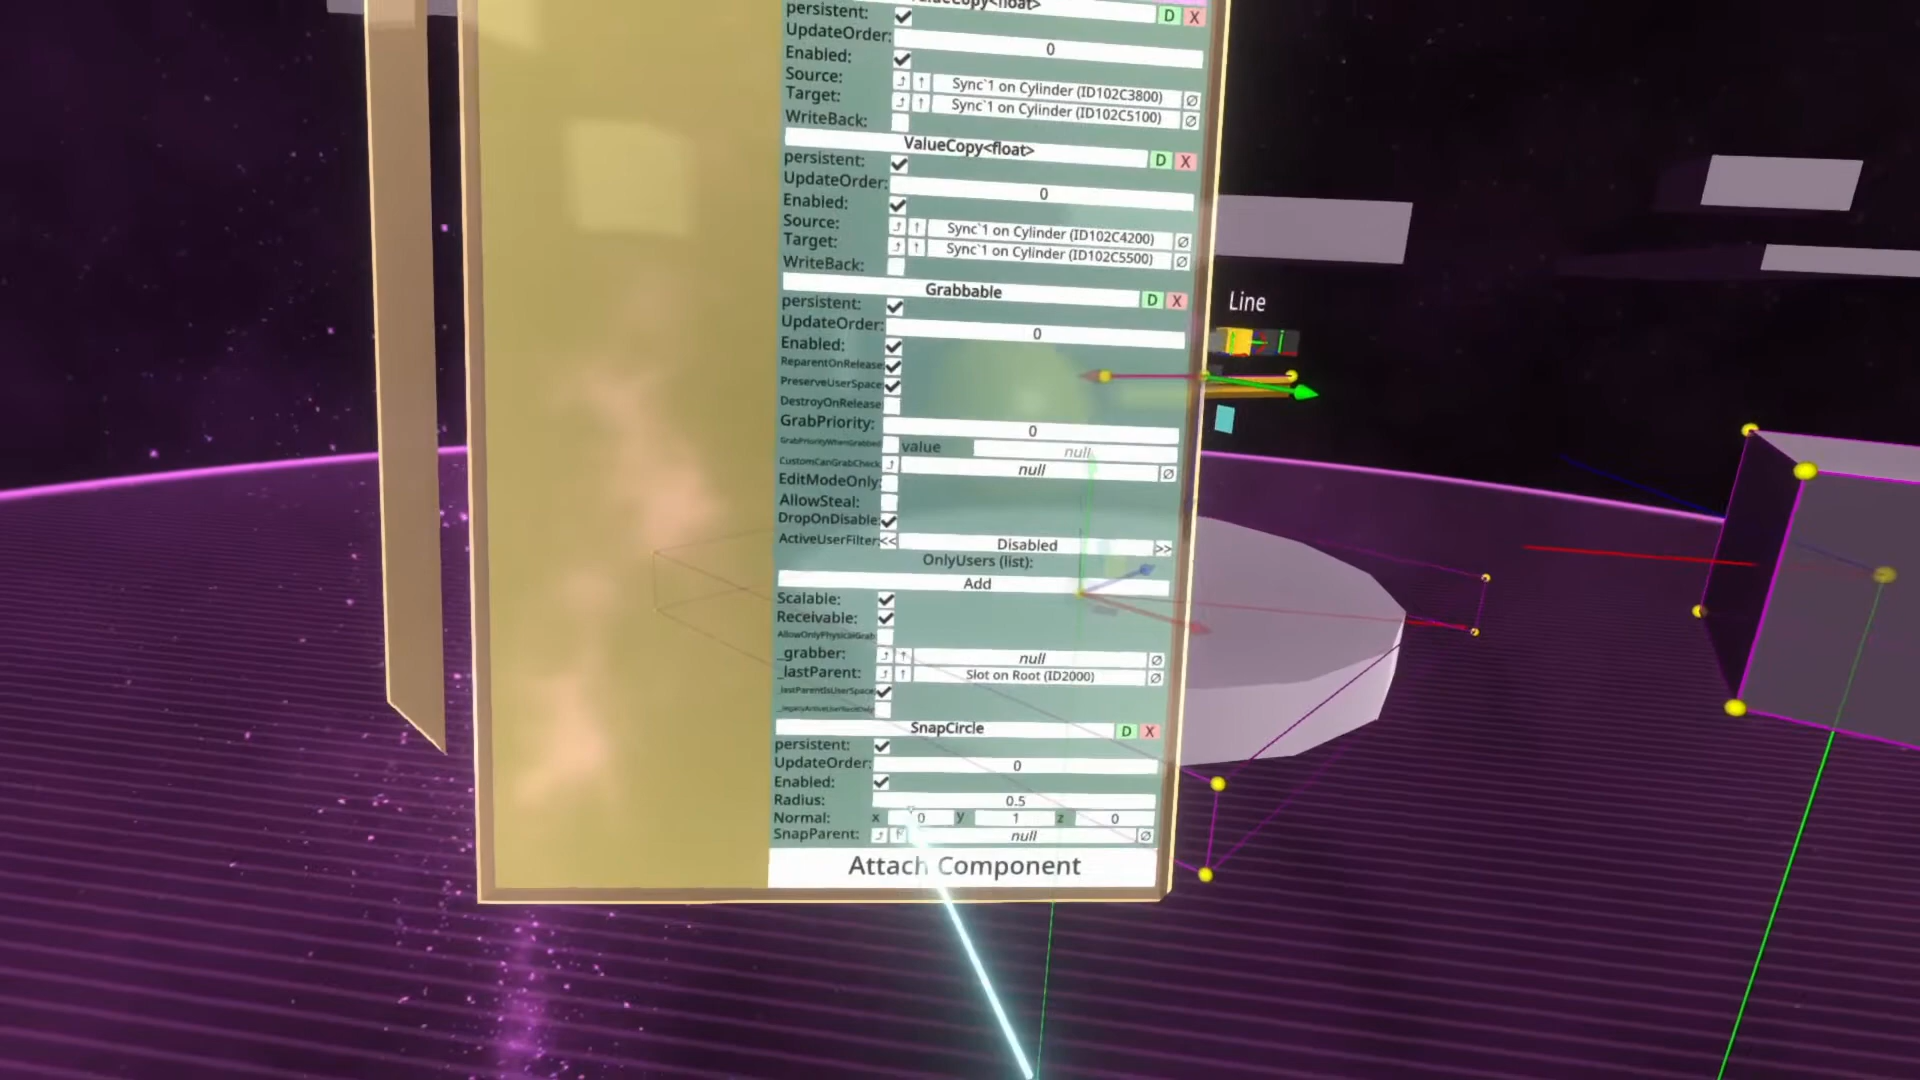 ValueCopy<float>
D X
persistent:
UpdateOrder: 0
Enabled:
Source: Sync`1 on Cylinder (ID102C3800) Ø
Target: Sync`1 on Cylinder (ID102C5100) Ø
WriteBack:
ValueCopy<float> D X
persistent:
UpdateOrder: 0
Enabled:
Source: Sync`1 on Cylinder (ID102C4200) Ø
Target: Sync`1 on Cylinder (ID102C5500) Ø
WriteBack:
Grabbable D X
persistent:
UpdateOrder: 0
Enabled:
ReparentOnRelease
PreserveUserSpace
DestroyOnRelease
GrabPriority: 0
GrabPriorityWhenGrabbed value null
CustomCanGrabCheck null Ø
EditModeOnly:
AllowSteal:
DropOnDisable:
ActiveUserFilter: << Disabled >>
OnlyUsers (list):
Add
Scalable:
Receivable:
AllowOnlyPhysicalGrab
_grabber: null Ø
_lastParent: Slot on Root (ID2000) Ø
_lastParentIsUserSpace
SnapCircle D X
persistent:
UpdateOrder: 0
Enabled:
Radius: 0.5
Normal: x 0 y 1 z 0
SnapParent: null Ø
Attach Component
Line